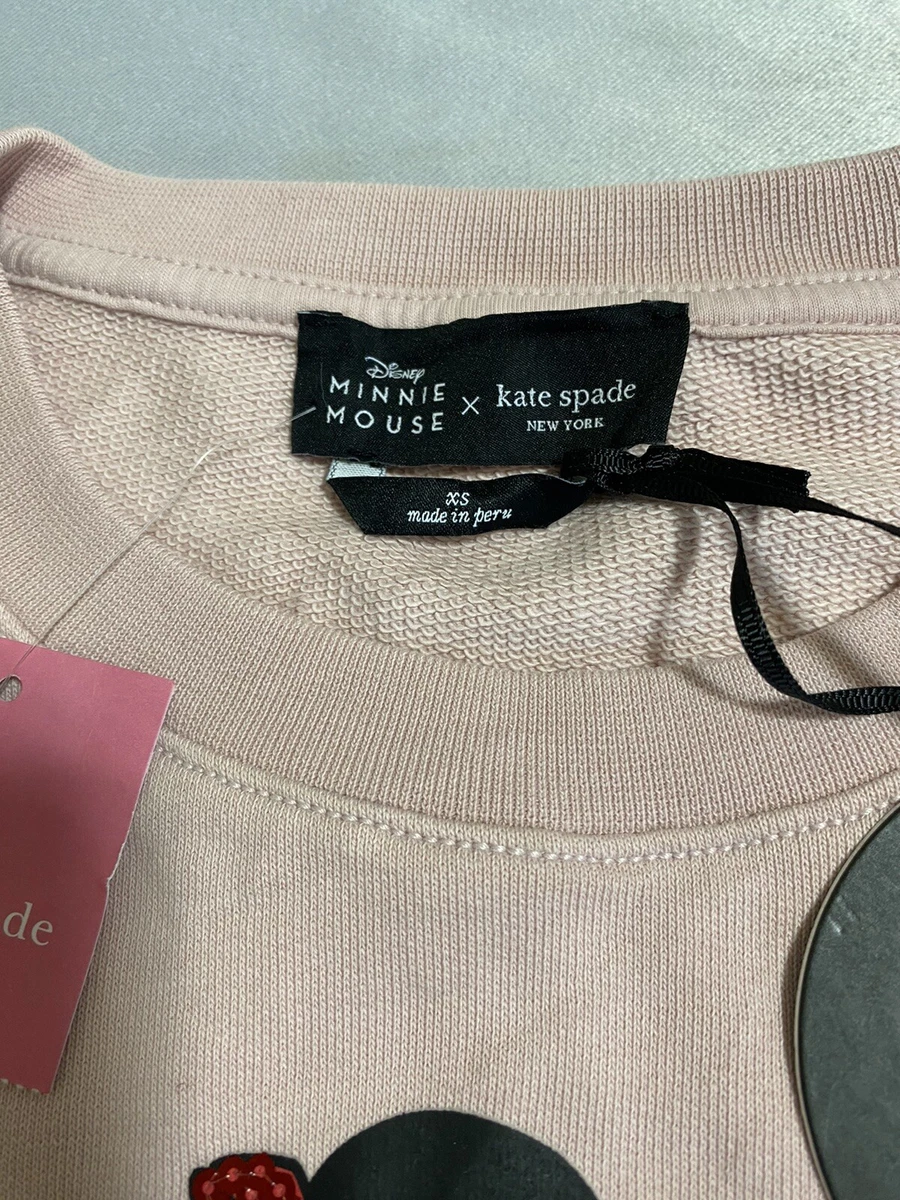 Disney
MINNIE
MOUSE
× kate spade
NEW YORK
xs
made in peru
de